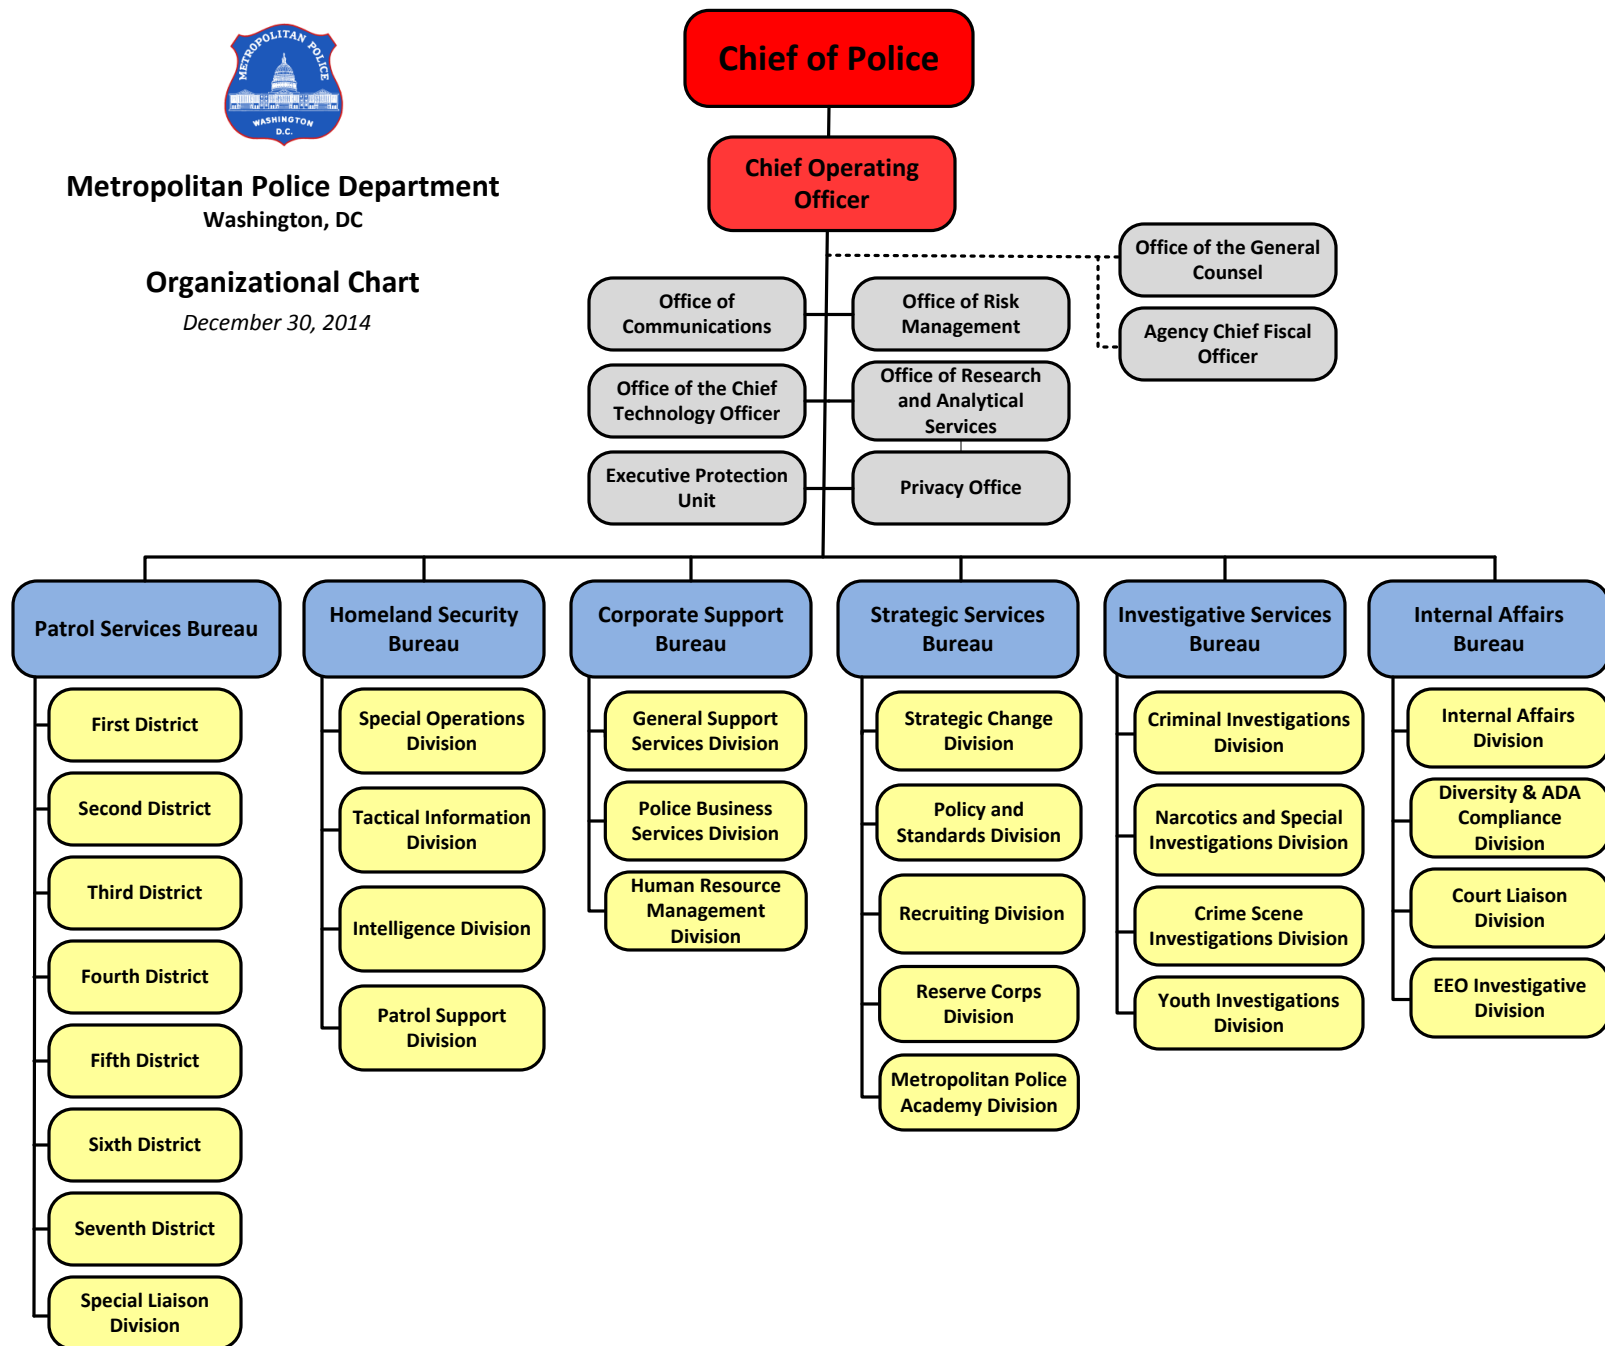 METROPOLITAN POLICE
WASHINGTON
D.C.
Metropolitan Police Department
Washington, DC
Organizational Chart
December 30, 2014
Chief of Police
Chief Operating
Officer
Office of the General
Counsel
Agency Chief Fiscal
Officer
Office of
Communications
Office of Risk
Management
Office of the Chief
Technology Officer
Office of Research
and Analytical
Services
Executive Protection
Unit
Privacy Office
Patrol Services Bureau
First District
Second District
Third District
Fourth District
Fifth District
Sixth District
Seventh District
Special Liaison
Division
Homeland Security
Bureau
Special Operations
Division
Tactical Information
Division
Intelligence Division
Patrol Support
Division
Corporate Support
Bureau
General Support
Services Division
Police Business
Services Division
Human Resource
Management
Division
Strategic Services
Bureau
Strategic Change
Division
Policy and
Standards Division
Recruiting Division
Reserve Corps
Division
Metropolitan Police
Academy Division
Investigative Services
Bureau
Criminal Investigations
Division
Narcotics and Special
Investigations Division
Crime Scene
Investigations Division
Youth Investigations
Division
Internal Affairs
Bureau
Internal Affairs
Division
Diversity & ADA
Compliance
Division
Court Liaison
Division
EEO Investigative
Division